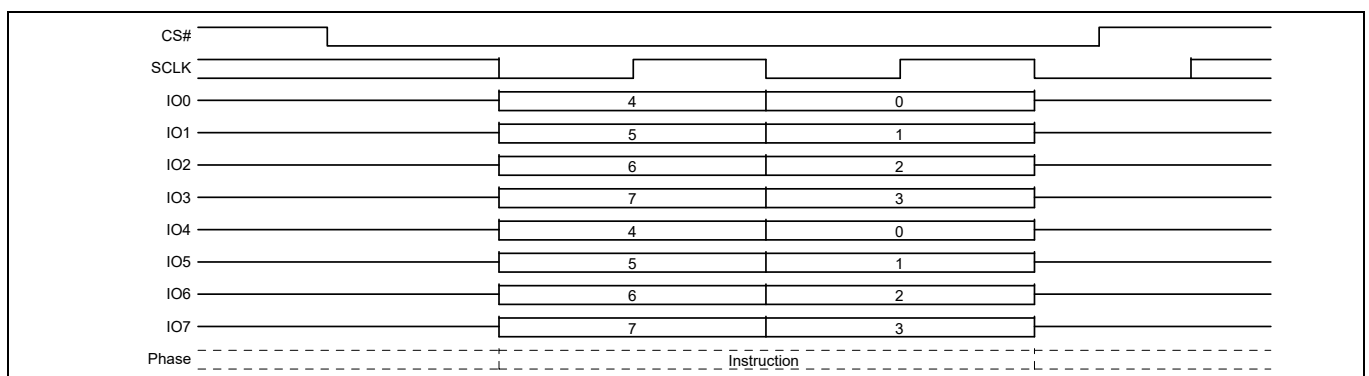 CS#
SCLK
IO0 4 0
IO1 5 1
IO2 6 2
IO3 7 3
IO4 4 0
IO5 5 1
IO6 6 2
IO7 7 3
Phase Instruction